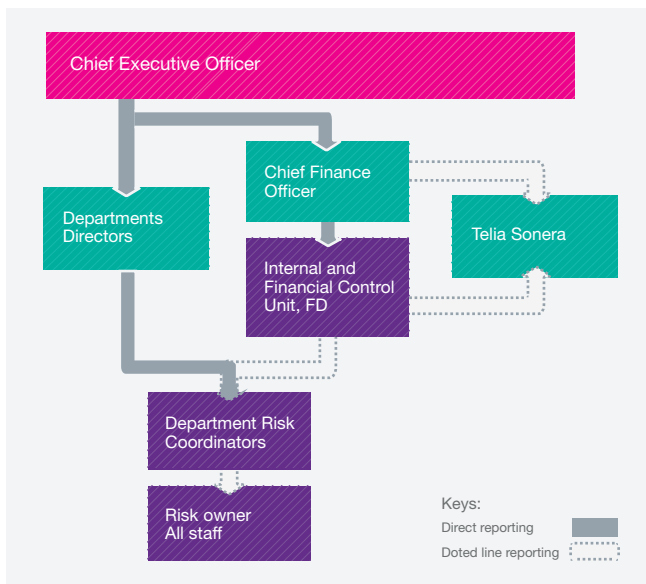 Chief Executive Officer
Chief Finance
Officer
Departments
Directors
Telia Sonera
Internal and
Financial Control
Unit, FD
Department Risk
Coordinators
Risk owner
All staff
Keys:
Direct reporting
Doted line reporting